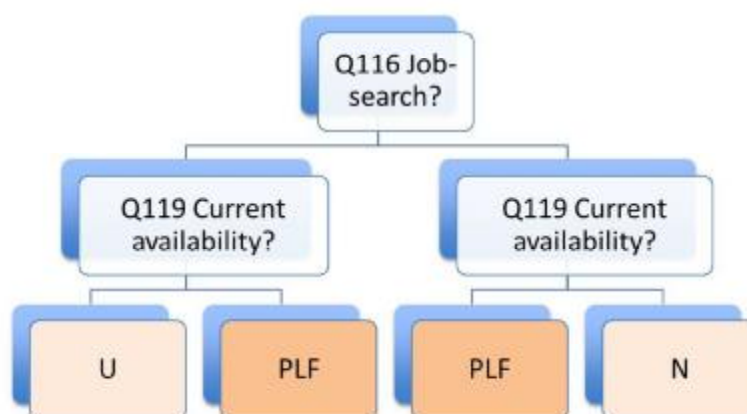 Q116 Job-
search?
Q119 Current
availability?
Q119 Current
availability?
U
PLF
PLF
N